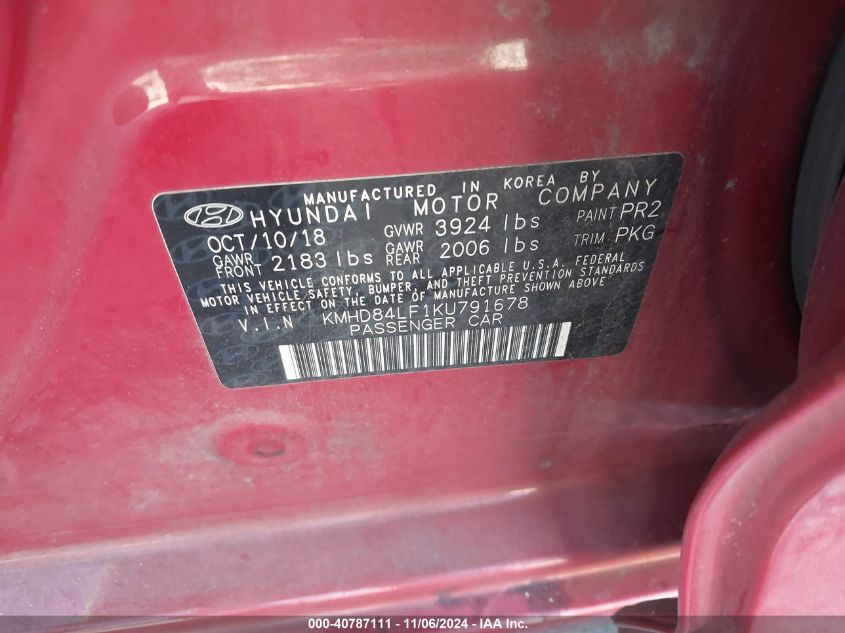 MANUFACTURED IN KOREA BY
HYUNDAI MOTOR COMPANY
OCT/10/18 GVWR 3924 lbs PAINT PR2
GAWR FRONT 2183 lbs GAWR REAR 2006 lbs TRIM PKG
THIS VEHICLE CONFORMS TO ALL APPLICABLE U.S.A. FEDERAL
MOTOR VEHICLE SAFETY, BUMPER, AND THEFT PREVENTION STANDARDS
IN EFFECT ON THE DATE OF MANUFACTURE SHOWN ABOVE
V.I.N KMHD84LF1KU791678
PASSENGER CAR
000-40787111 - 11/06/2024 - IAA Inc.